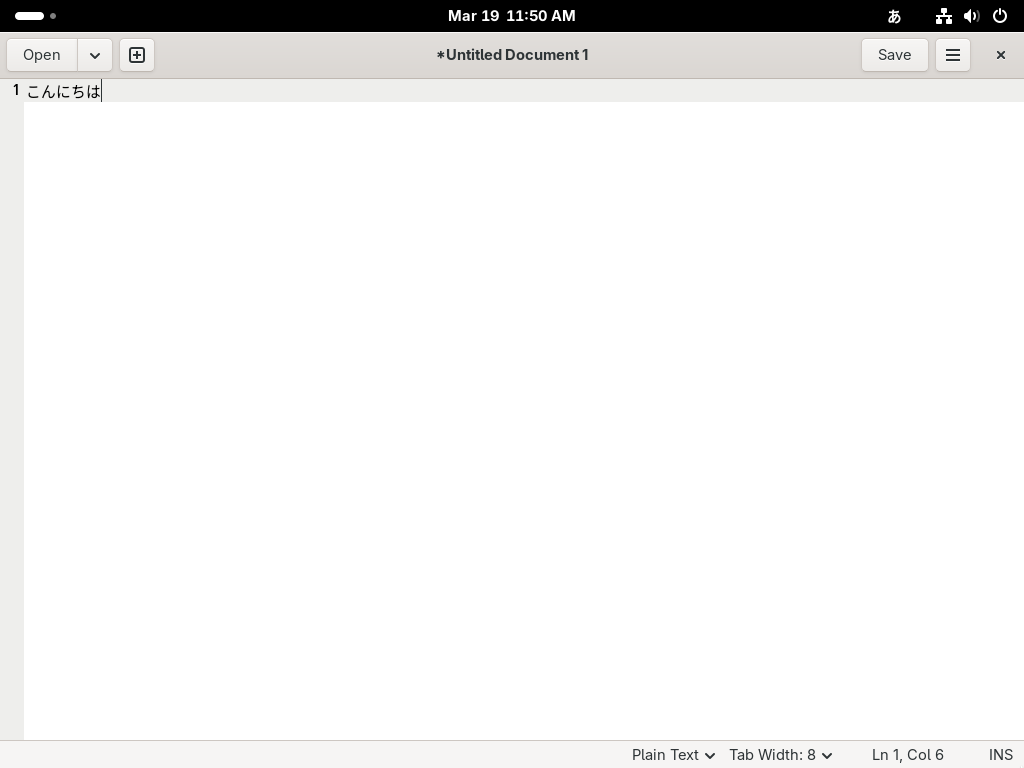 Mar 19 11:50 AM あ
Open *Untitled Document 1 Save
1 こんにちは
Plain Text Tab Width: 8 Ln 1, Col 6 INS